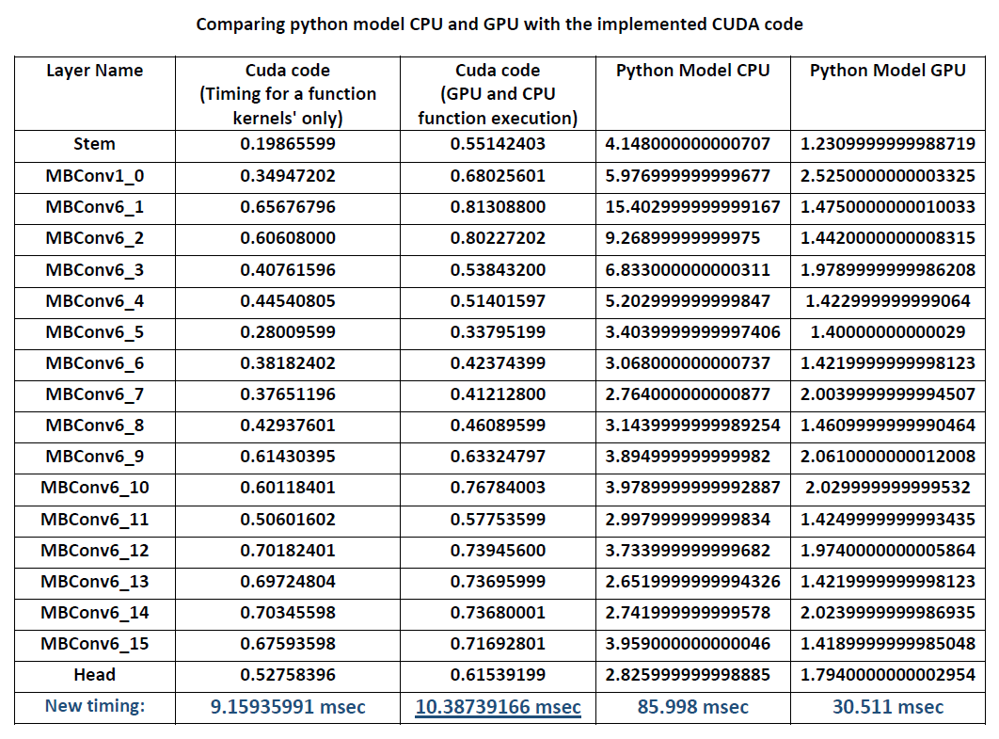 Comparing python model CPU and GPU with the implemented CUDA code
Layer Name Cuda code (Timing for a function kernels' only) Cuda code (GPU and CPU function execution) Python Model CPU Python Model GPU
Stem 0.19865599 0.55142403 4.148000000000707 1.2309999999988719
MBConv1_0 0.34947202 0.68025601 5.976999999999677 2.5250000000003325
MBConv6_1 0.65676796 0.81308800 15.402999999999167 1.4750000000010033
MBConv6_2 0.60608000 0.80227202 9.26899999999975 1.4420000000008315
MBConv6_3 0.40761596 0.53843200 6.833000000000311 1.9789999999986208
MBConv6_4 0.44540805 0.51401597 5.202999999999847 1.422999999999064
MBConv6_5 0.28009599 0.33795199 3.4039999999997406 1.40000000000029
MBConv6_6 0.38182402 0.42374399 3.068000000000737 1.4219999999998123
MBConv6_7 0.37651196 0.41212800 2.764000000000877 2.0039999999994507
MBConv6_8 0.42937601 0.46089599 3.1439999999989254 1.4609999999990464
MBConv6_9 0.61430395 0.63324797 3.894999999999982 2.0610000000012008
MBConv6_10 0.60118401 0.76784003 3.9789999999992887 2.029999999999532
MBConv6_11 0.50601602 0.57753599 2.997999999999834 1.4249999999993435
MBConv6_12 0.70182401 0.73945600 3.733999999999682 1.9740000000005864
MBConv6_13 0.69724804 0.73695999 2.6519999999994326 1.4219999999998123
MBConv6_14 0.70345598 0.73680001 2.741999999999578 2.0239999999986935
MBConv6_15 0.67593598 0.71692801 3.959000000000046 1.4189999999985048
Head 0.52758396 0.61539199 2.825999999998885 1.7940000000002954
New timing: 9.15935991 msec 10.38739166 msec 85.998 msec 30.511 msec